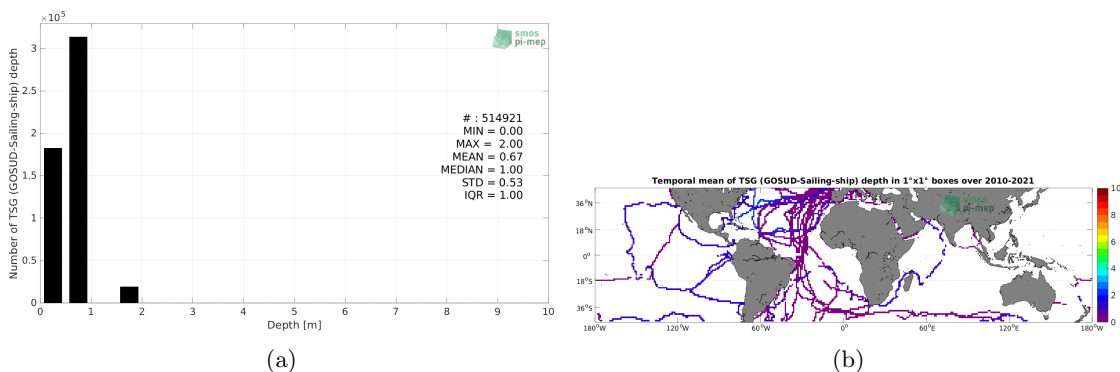 ×10⁵
3
2.5
2
1.5
1
0.5
0
Number of TSG (GOSUD-Sailing-ship) depth
smos
pi-mep
# : 514921
MIN = 0.00
MAX = 2.00
MEAN = 0.67
MEDIAN = 1.00
STD = 0.53
IQR = 1.00
0 1 2 3 4 5 6 7 8 9 10
Depth [m]
(a)
Temporal mean of TSG (GOSUD-Sailing-ship) depth in 1°x1° boxes over 2010-2021
smos
pi-mep
36°N
18°N
0°
18°S
36°S
180°W 120°W 60°W 0° 60°E 120°E 180°E
10
8
6
4
2
0
(b)